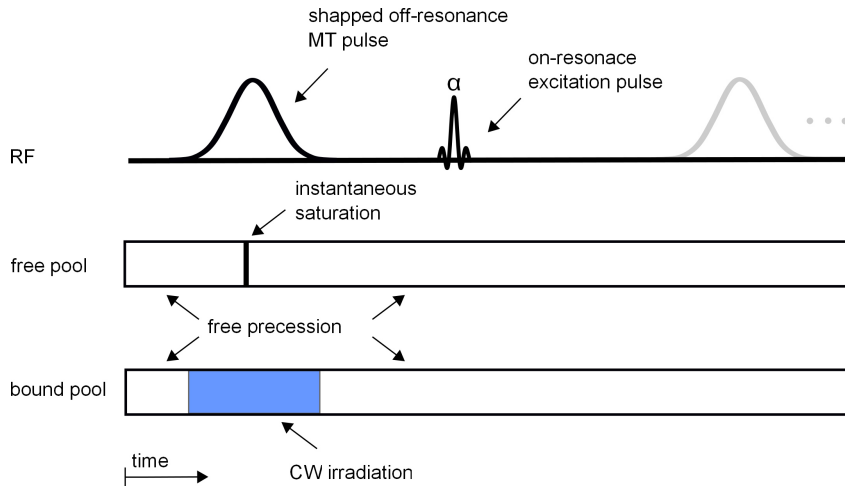 shapped off-resonance
MT pulse
on-resonace
excitation pulse
α
RF
instantaneous
saturation
free pool
free precession
bound pool
time
CW irradiation